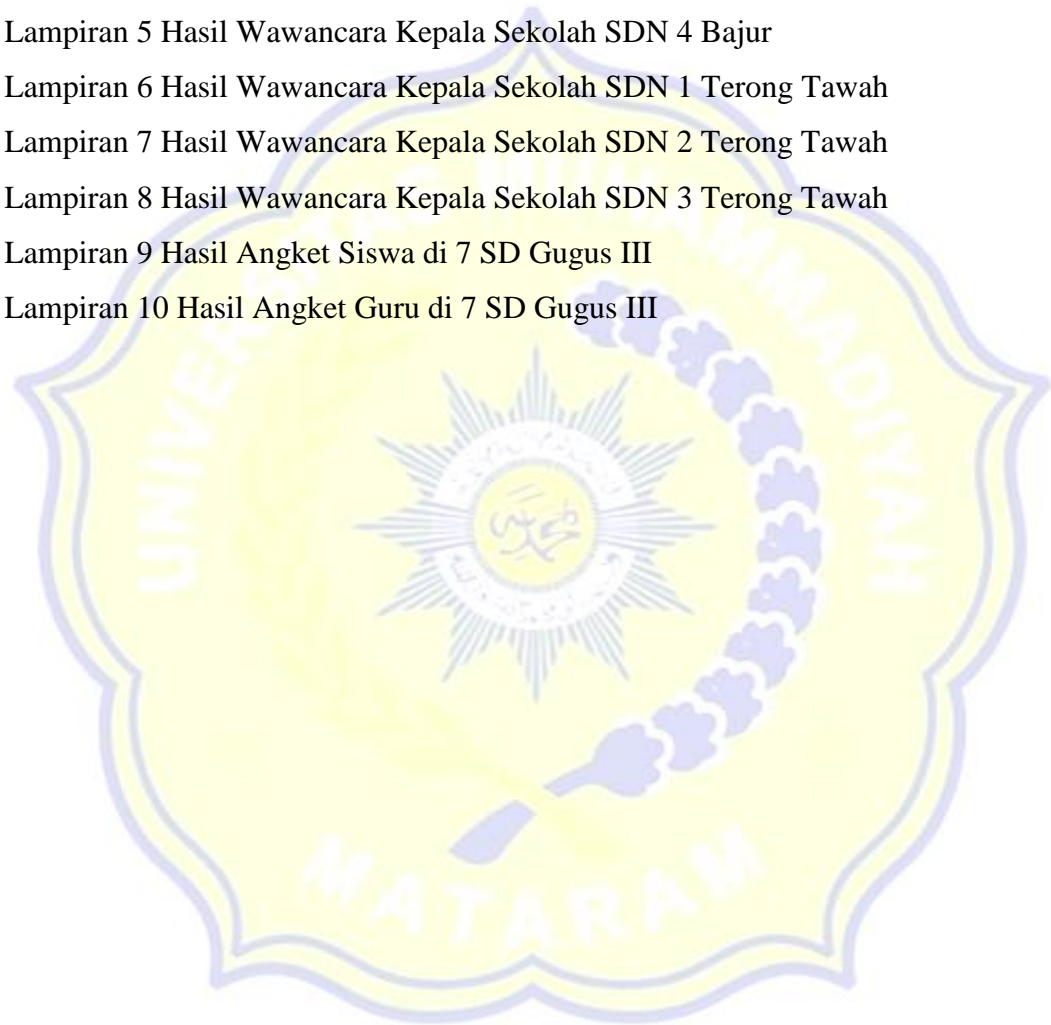 Lampiran 5 Hasil Wawancara Kepala Sekolah SDN 4 Bajur
Lampiran 6 Hasil Wawancara Kepala Sekolah SDN 1 Terong Tawah
Lampiran 7 Hasil Wawancara Kepala Sekolah SDN 2 Terong Tawah
Lampiran 8 Hasil Wawancara Kepala Sekolah SDN 3 Terong Tawah
Lampiran 9 Hasil Angket Siswa di 7 SD Gugus III
Lampiran 10 Hasil Angket Guru di 7 SD Gugus III
UNIVERSITAS MUHAMMADIYAH
MATARAM